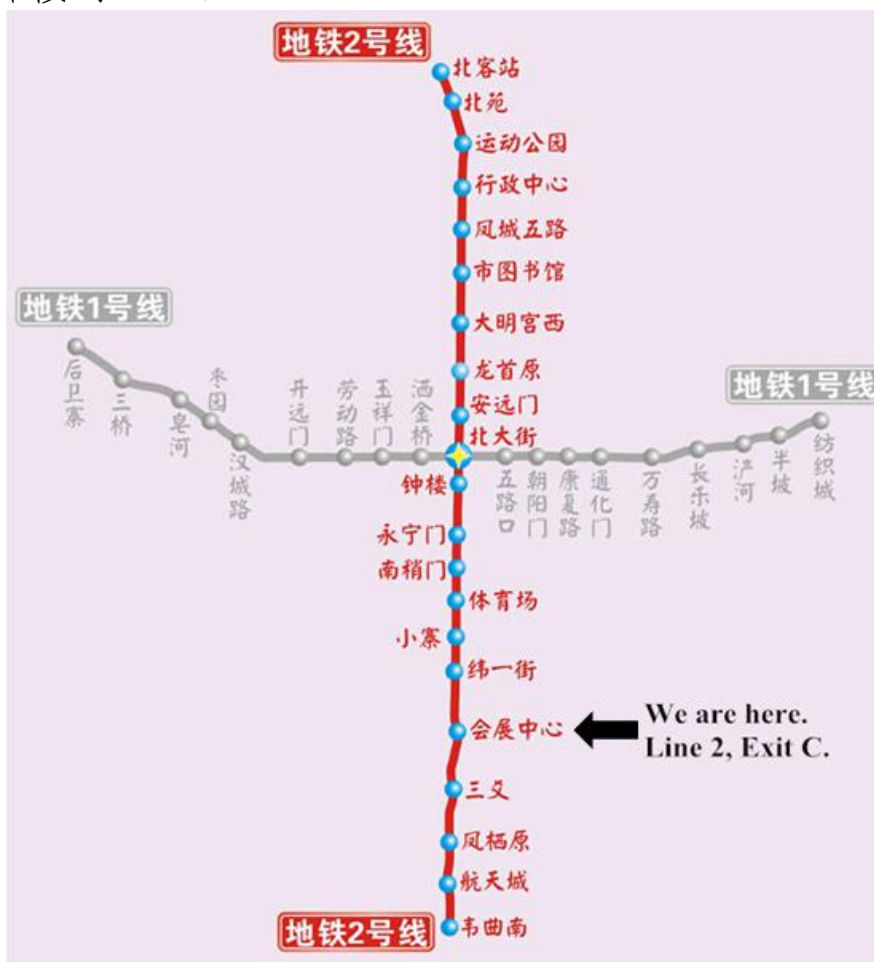 地铁2号线
北客站
北苑
运动公园
行政中心
凤城五路
市图书馆
大明宫西
龙首原
安远门
北大街
地铁1号线
后卫寨
三桥
皂河
枣园
汉城路
开远门
劳动路
玉祥门
洒金桥
五路口
朝阳门
康复路
通化门
万寿路
长乐坡
浐河
半坡
纺织城
地铁1号线
钟楼
永宁门
南稍门
体育场
小寨
纬一街
会展中心
We are here.
Line 2, Exit C.
三爻
凤栖原
航天城
韦曲南
地铁2号线